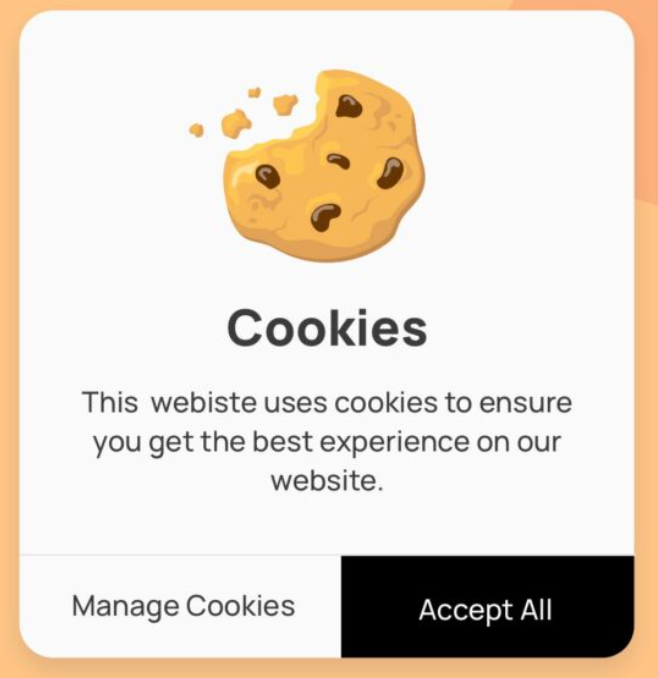 Cookies
This  webiste uses cookies to ensure
you get the best experience on our
website.
Manage Cookies
Accept All